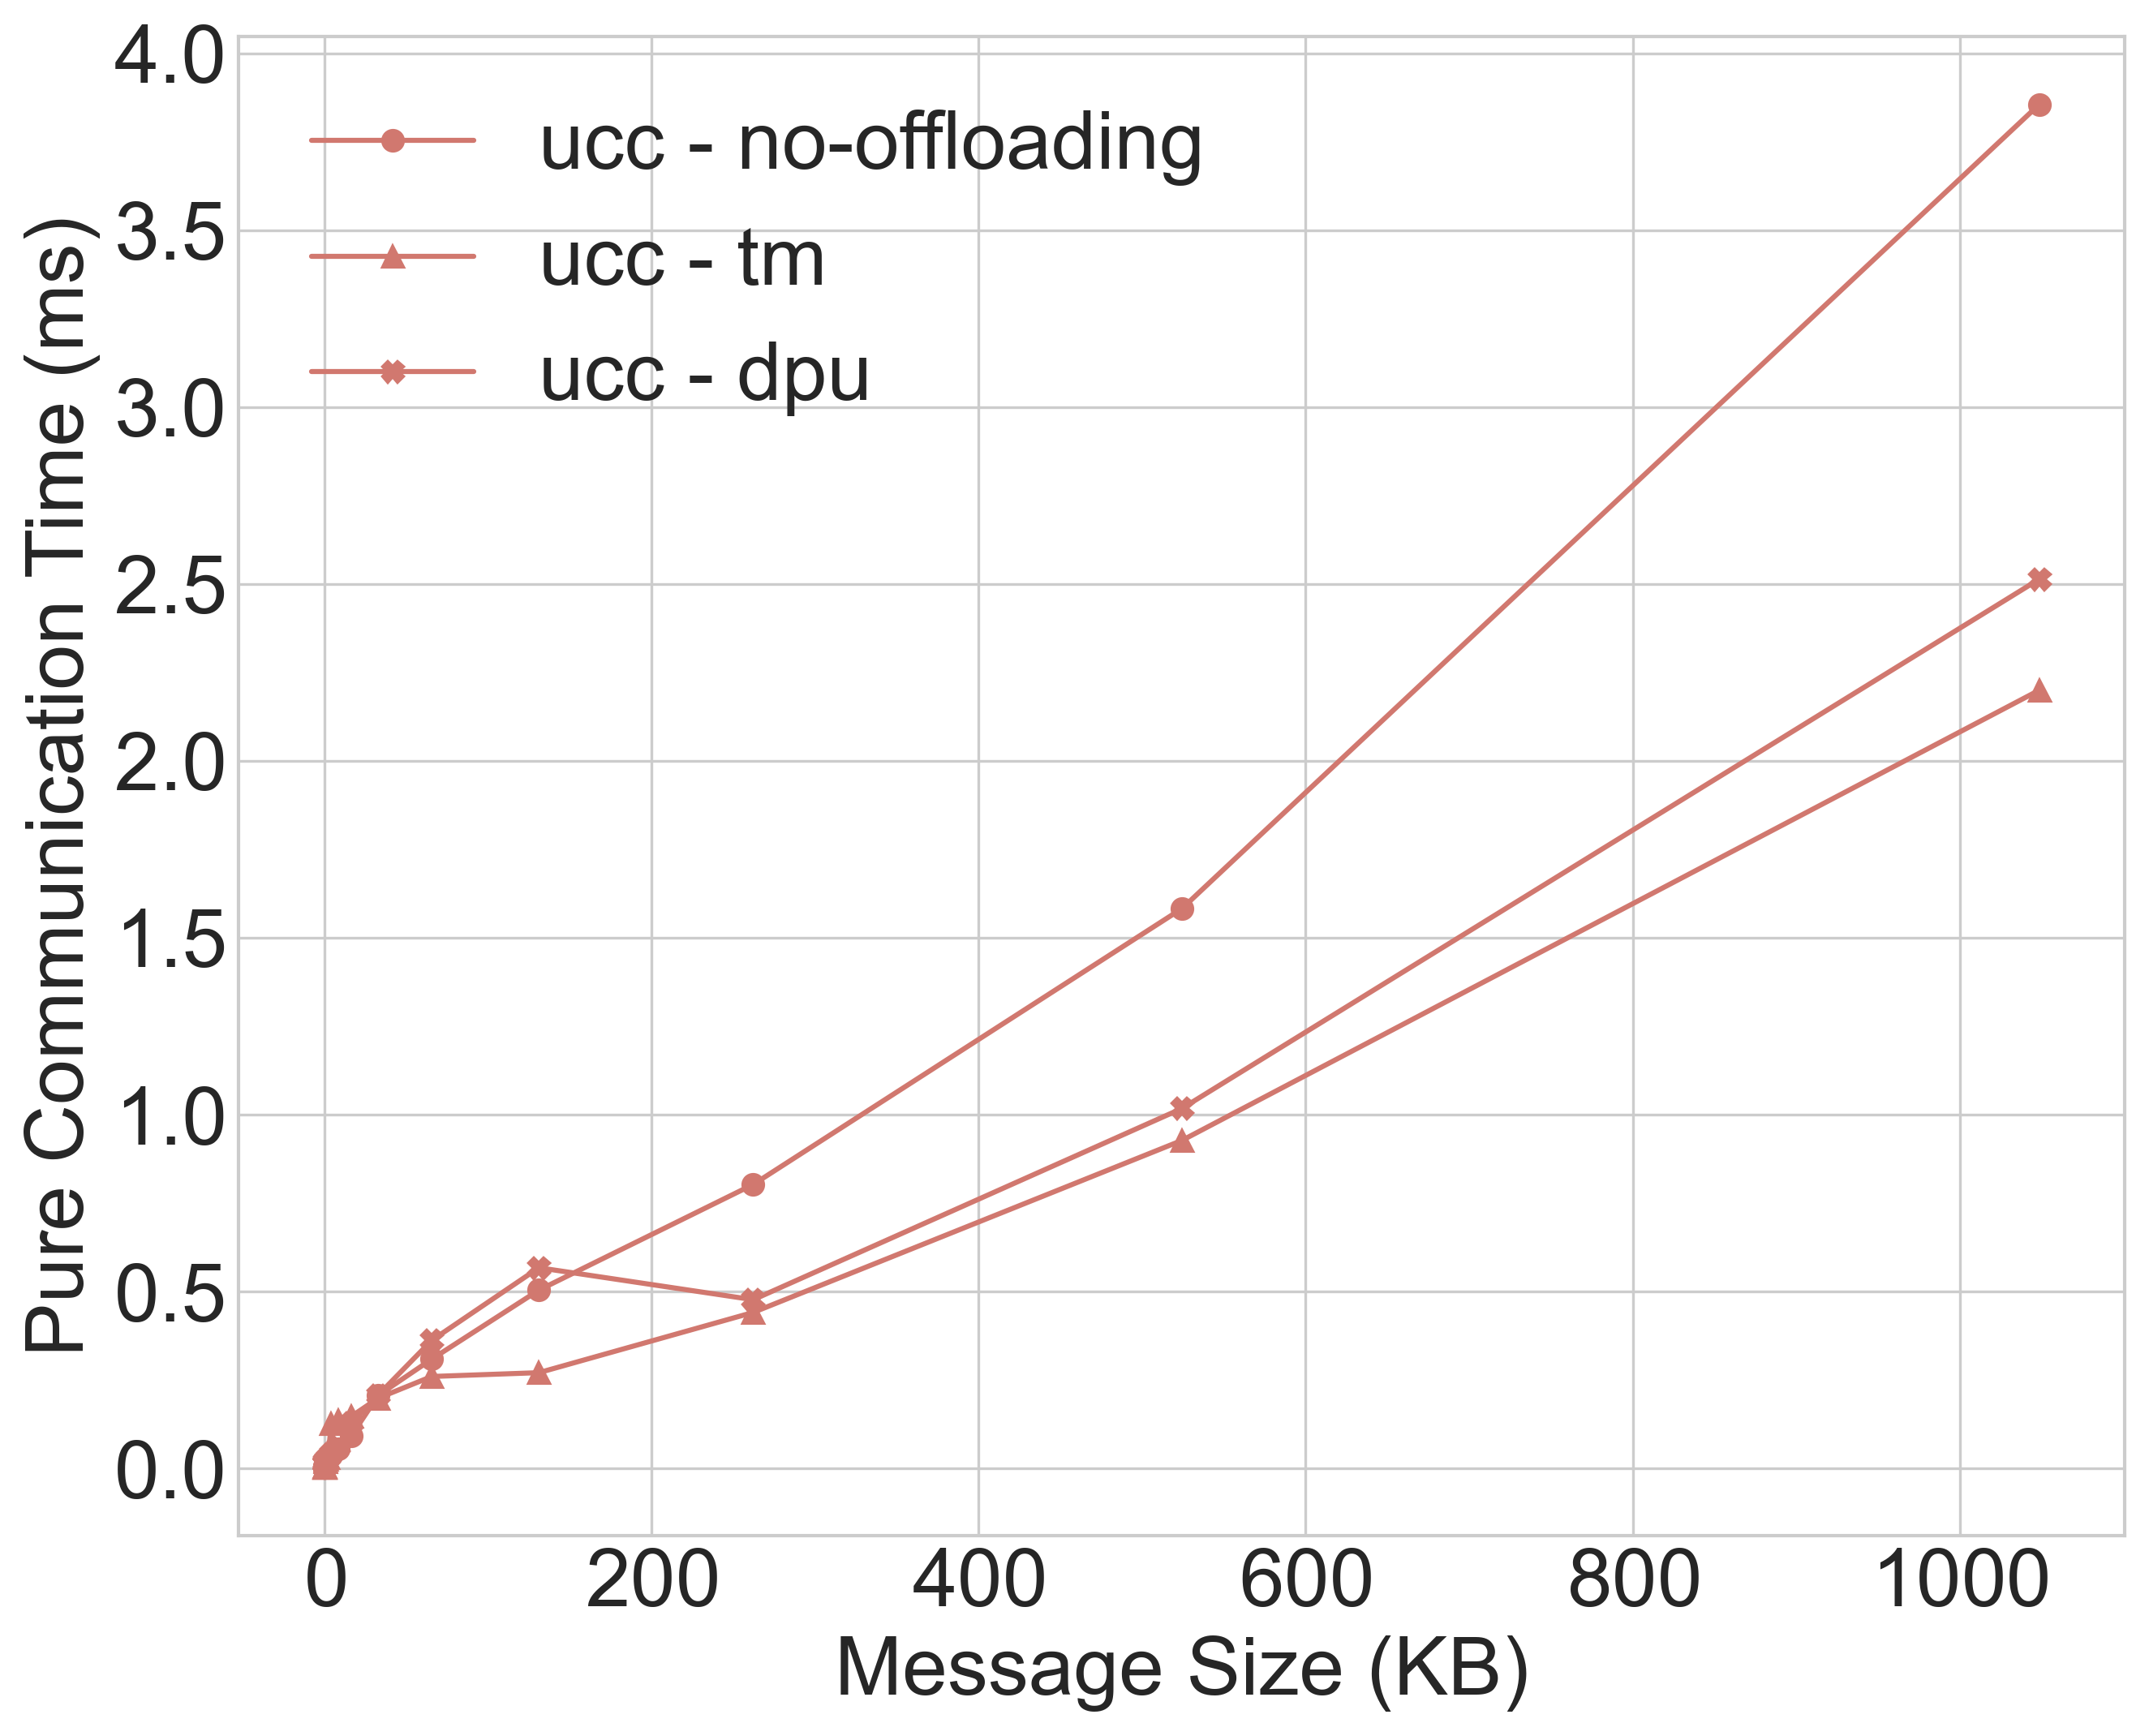 Pure Communication Time (ms)
4.0
3.5
3.0
2.5
2.0
1.5
1.0
0.5
0.0
ucc - no-offloading
ucc - tm
ucc - dpu
0 200 400 600 800 1000
Message Size (KB)